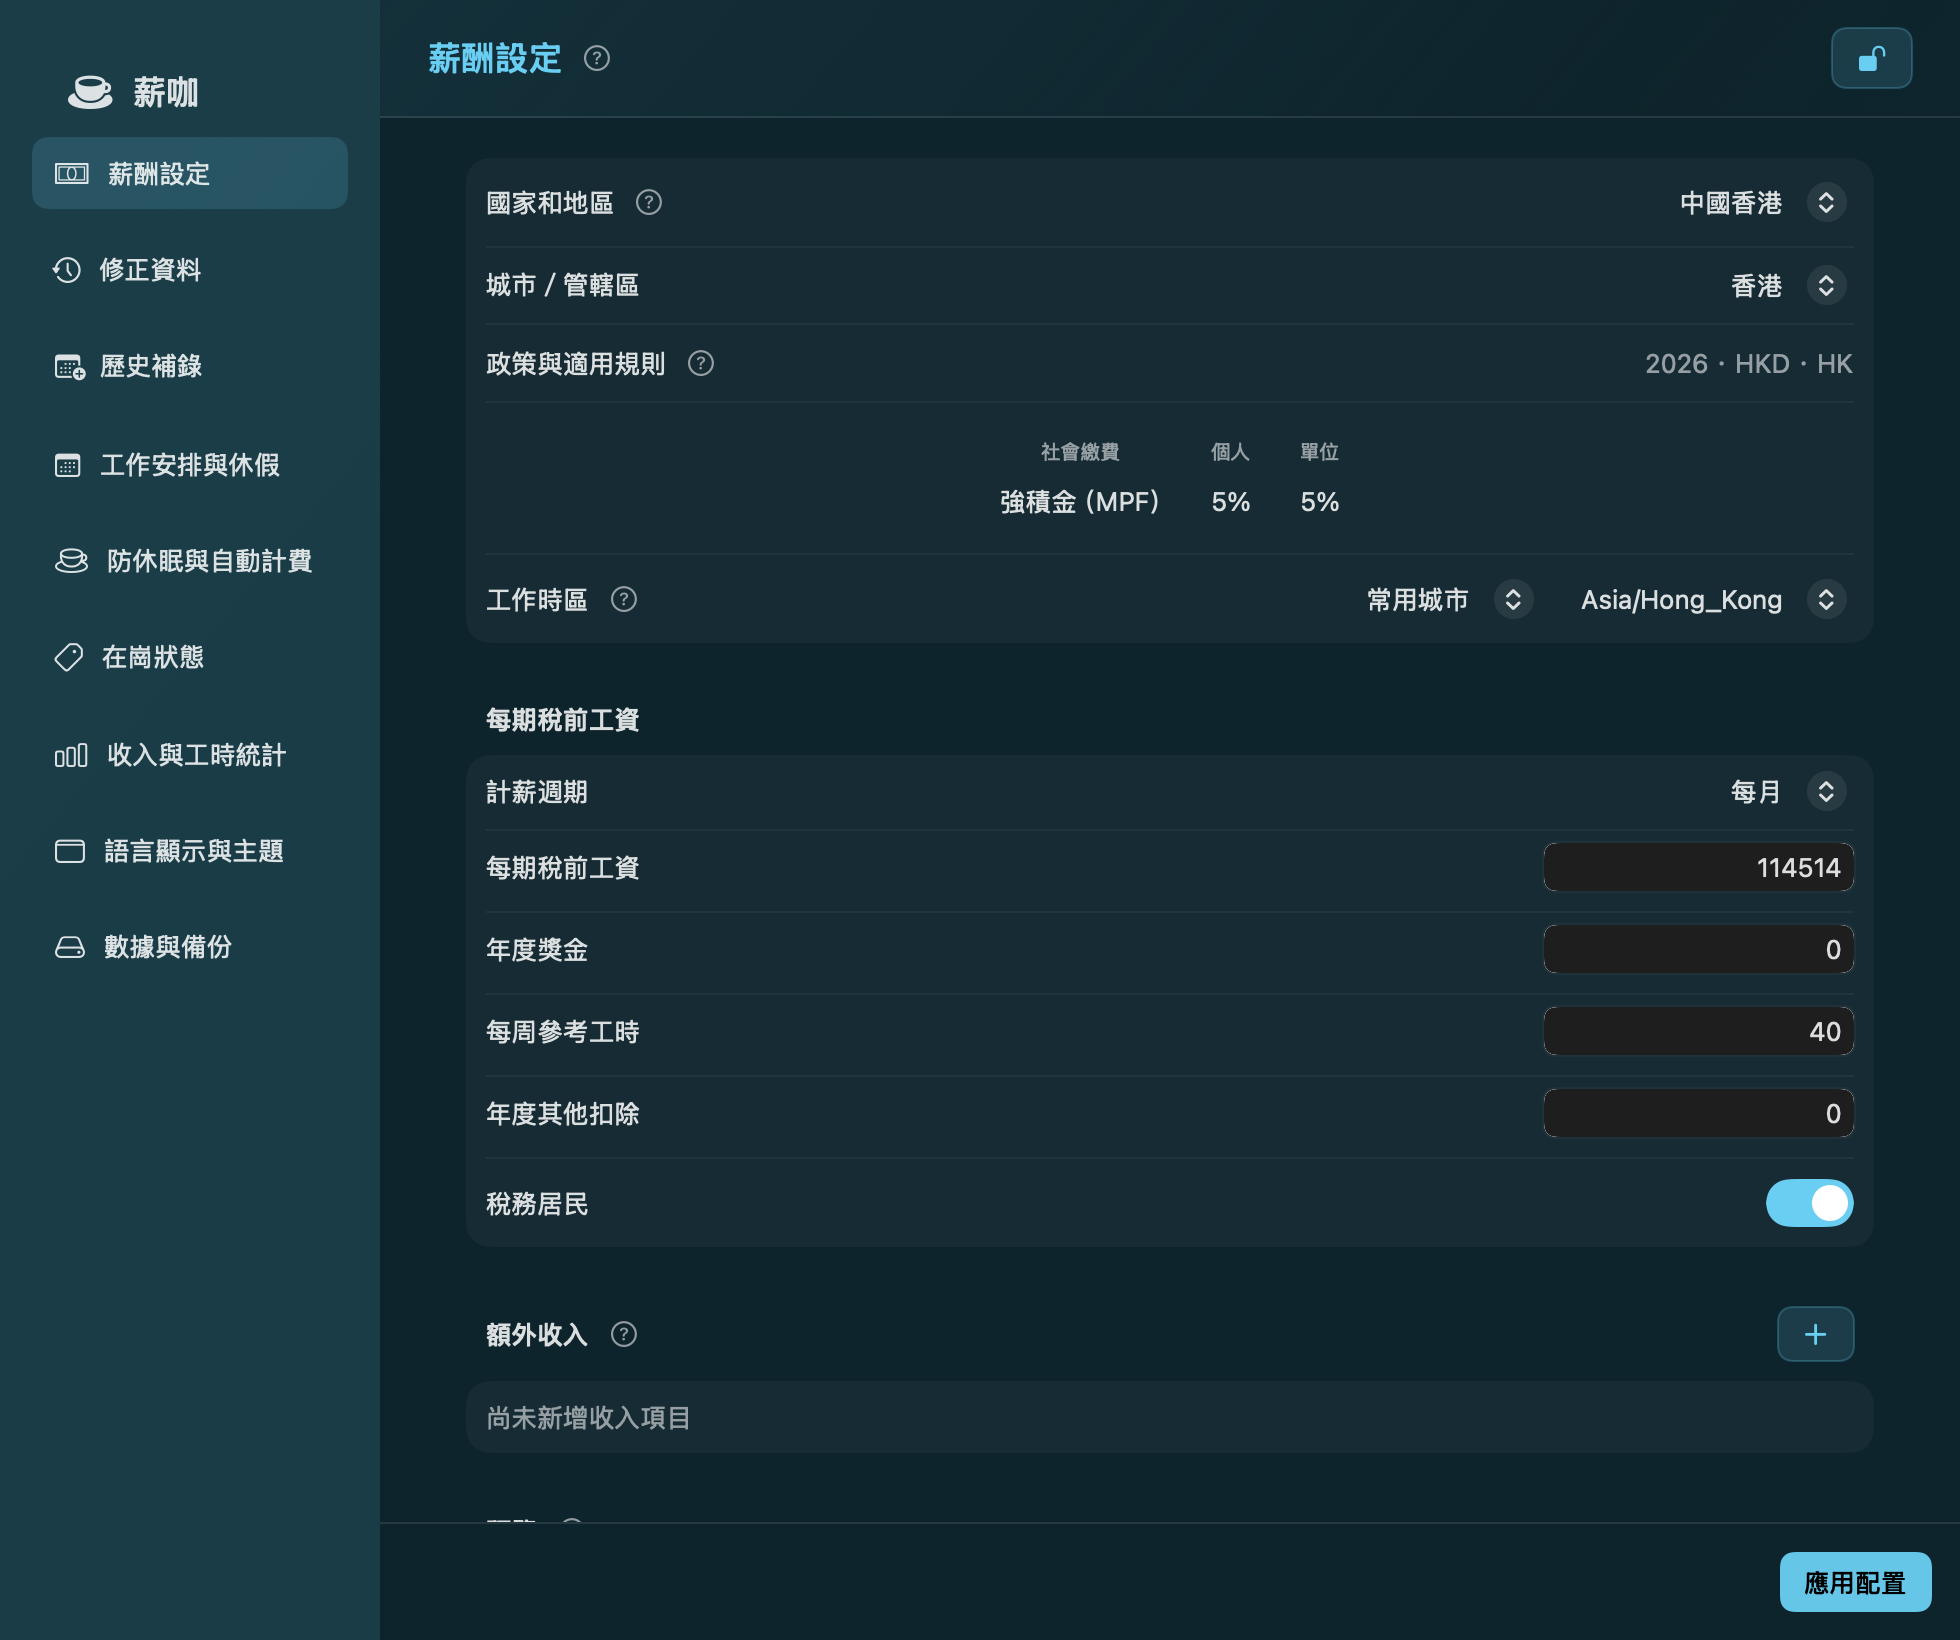 薪咖
薪酬設定
修正資料
歷史補錄
工作安排與休假
防休眠與自動計費
在崗狀態
收入與工時統計
語言顯示與主題
數據與備份
薪酬設定 ?
國家和地區 ? 中國香港
城市 / 管轄區 香港
政策與適用規則 ? 2026 · HKD · HK
社會繳費 個人 單位
強積金 (MPF) 5% 5%
工作時區 ? 常用城市 Asia/Hong_Kong
每期稅前工資
計薪週期 每月
每期稅前工資 114514
年度獎金 0
每周參考工時 40
年度其他扣除 0
稅務居民
額外收入 ? +
尚未新增收入項目
應用配置